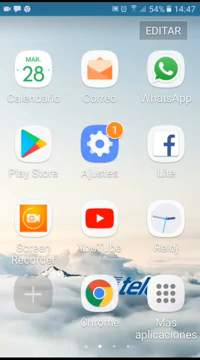 54% 14:47
EDITAR
MAR.
28
Calendario
Correo
WhatsApp
1
Play Store
Ajustes
Lite
Screen
Recorder
YouTube
Reloj
Chrome
Mas
aplicaciones